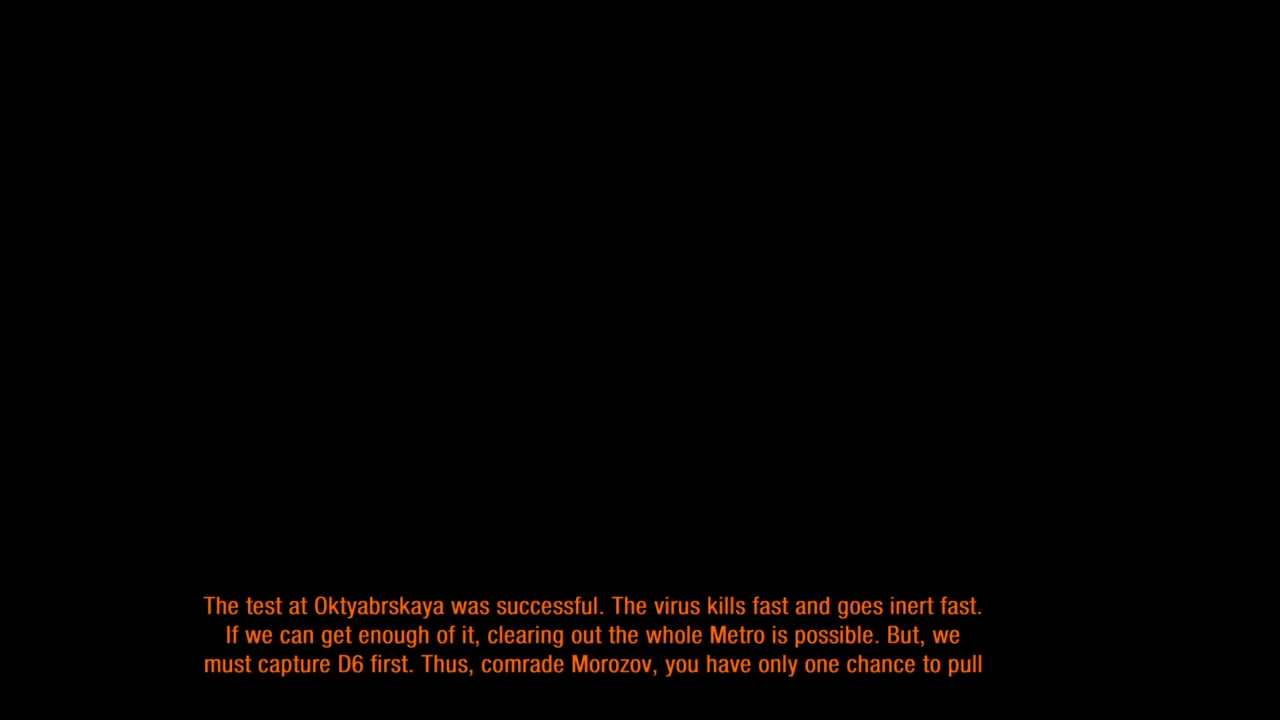 The test at Oktyabrskaya was successful. The virus kills fast and goes inert fast.
If we can get enough of it, clearing out the whole Metro is possible. But, we
must capture D6 first. Thus, comrade Morozov, you have only one chance to pull